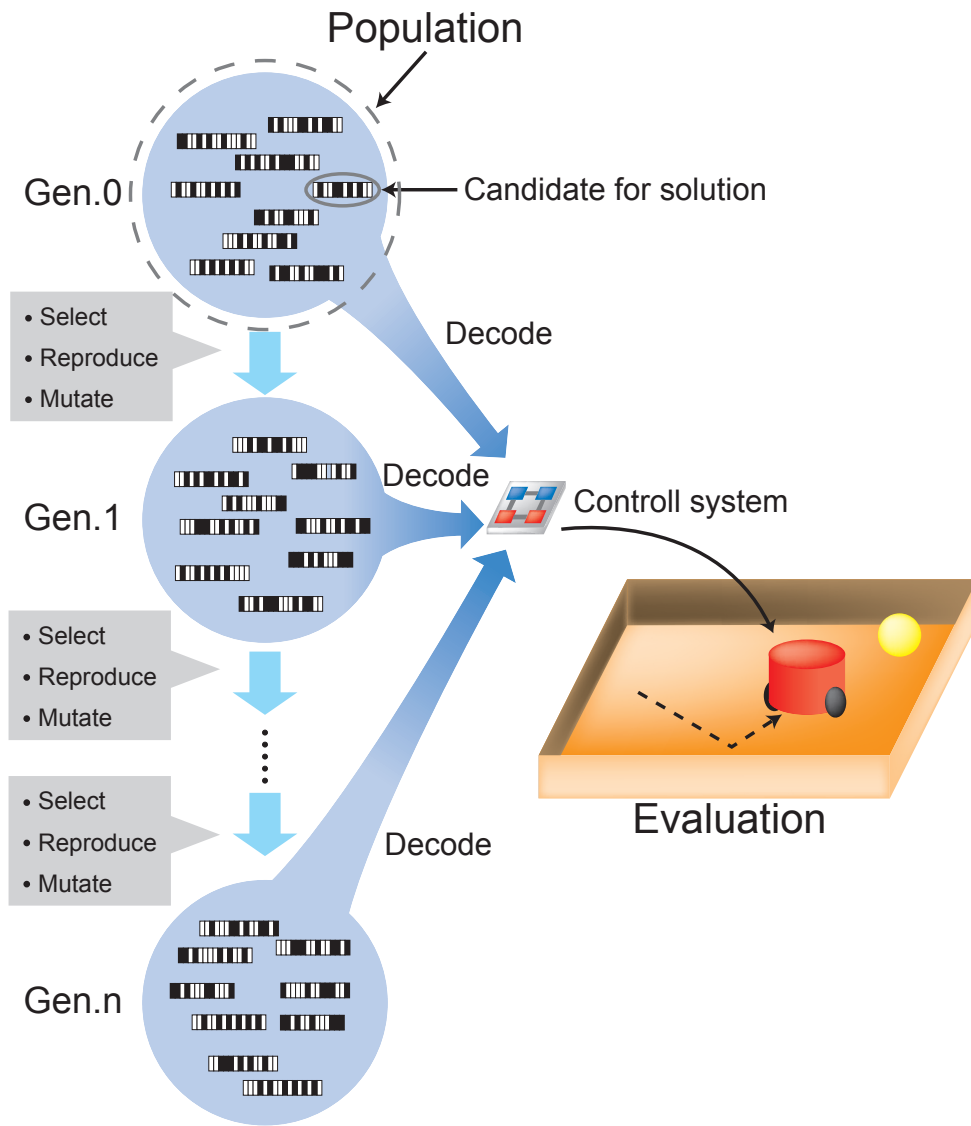 Population
Gen.0
Candidate for solution
• Select
• Reproduce
• Mutate
Decode
Gen.1
Decode
Controll system
• Select
• Reproduce
• Mutate
Evaluation
• Select
• Reproduce
• Mutate
Decode
Gen.n